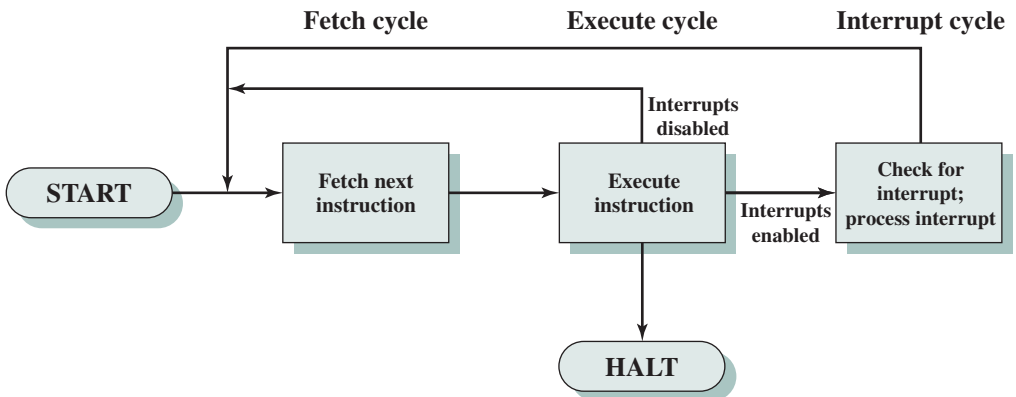 Fetch cycle
Execute cycle
Interrupt cycle
Interrupts
disabled
START
Fetch next
instruction
Execute
instruction
Interrupts
enabled
Check for
interrupt;
process interrupt
HALT